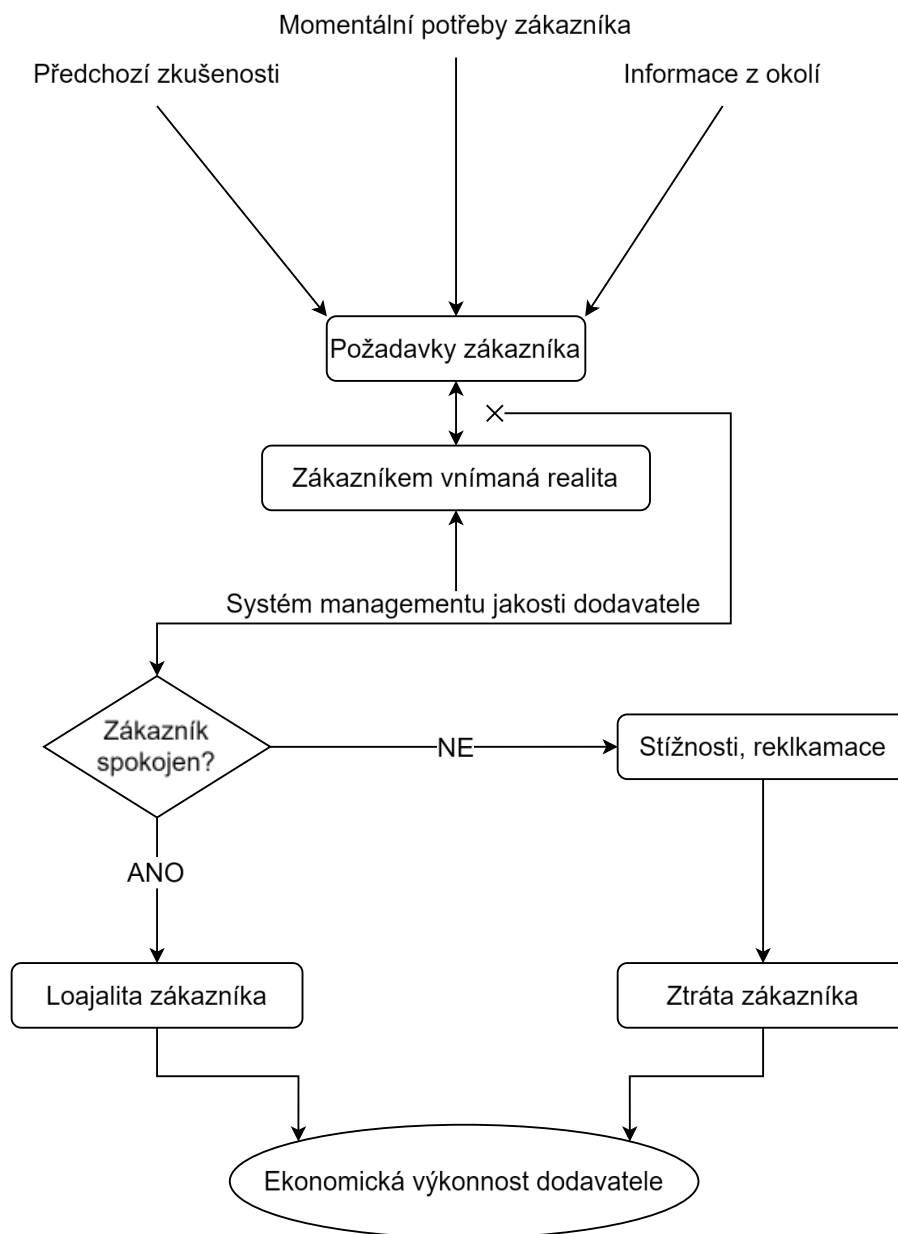 Momentální potřeby zákazníka
Předchozí zkušenosti
Informace z okolí
Požadavky zákazníka
Zákazníkem vnímaná realita
Systém managementu jakosti dodavatele
Zákazník
spokojen?
NE
Stížnosti, reklkamace
ANO
Loajalita zákazníka
Ztráta zákazníka
Ekonomická výkonnost dodavatele